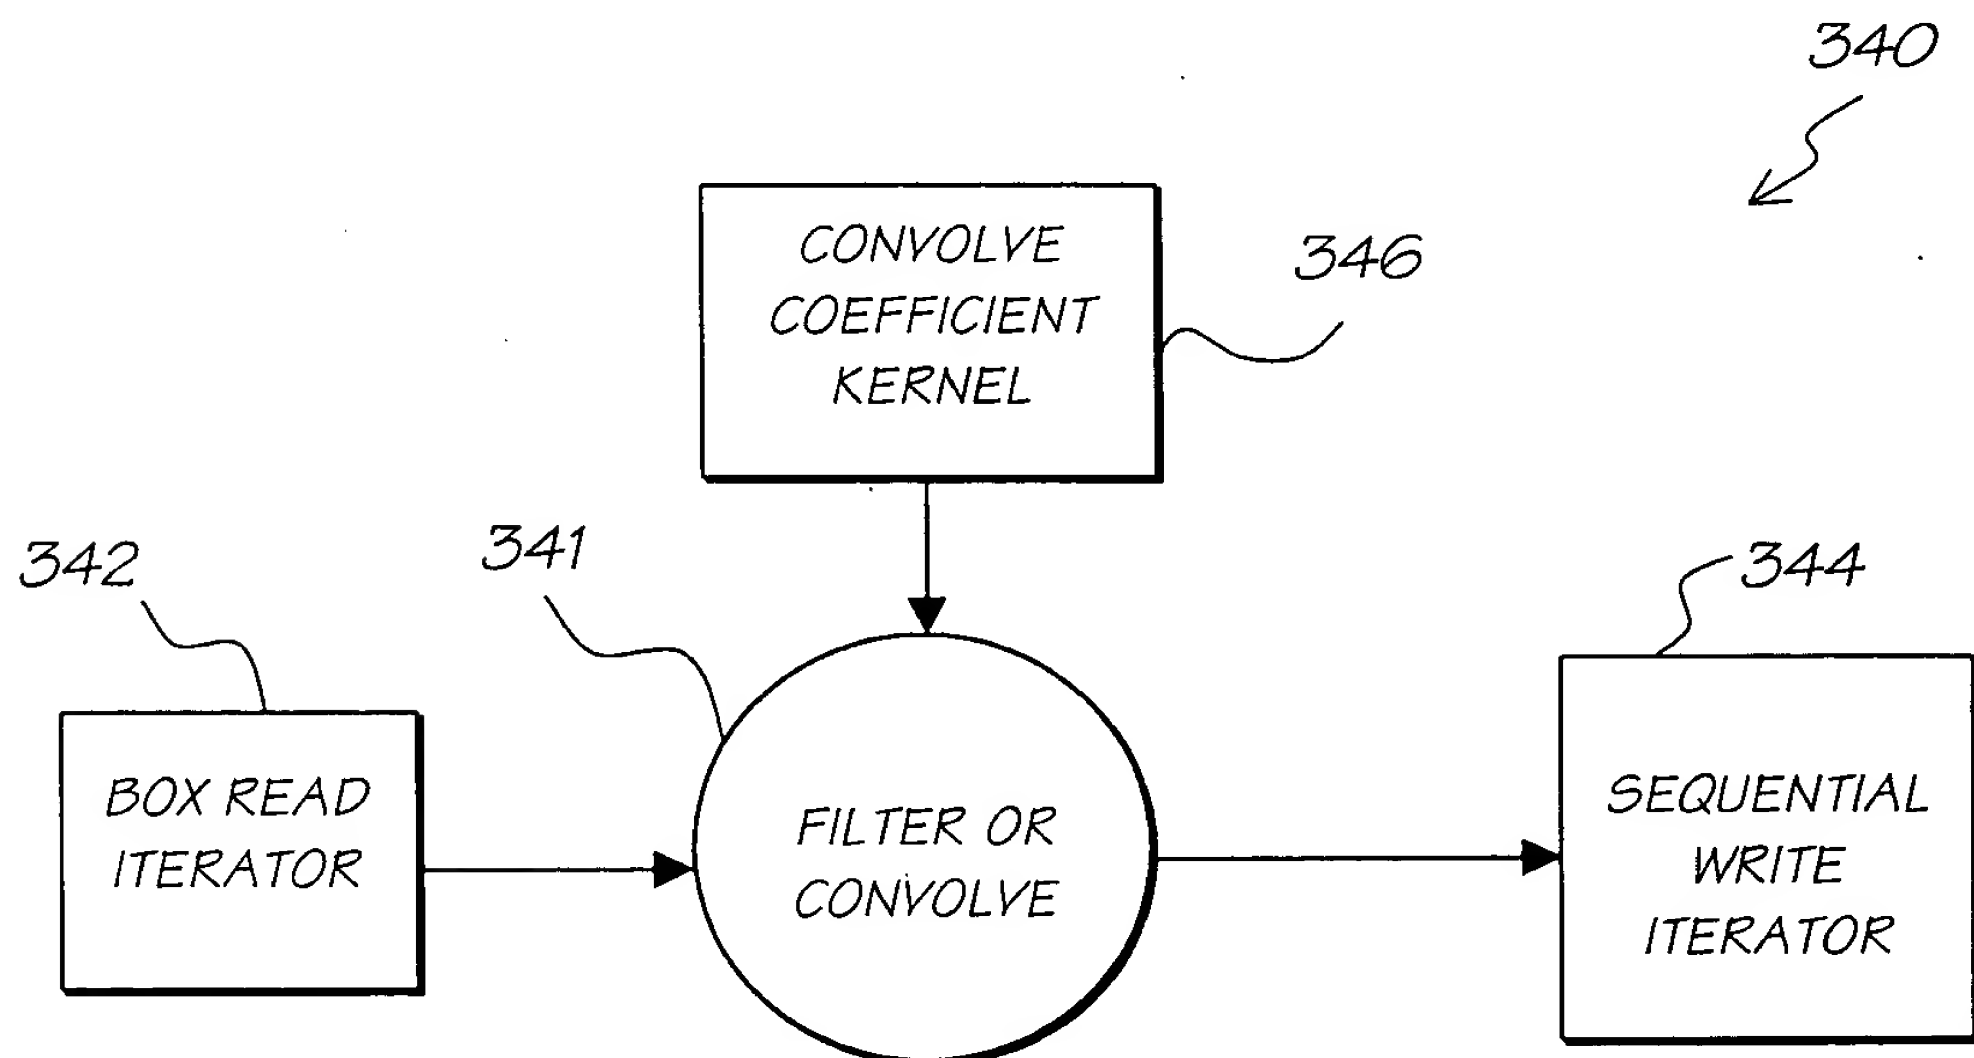 340
CONVOLVE
COEFFICIENT
KERNEL
346
342
341
344
BOX READ
ITERATOR
FILTER OR
CONVOLVE
SEQUENTIAL
WRITE
ITERATOR